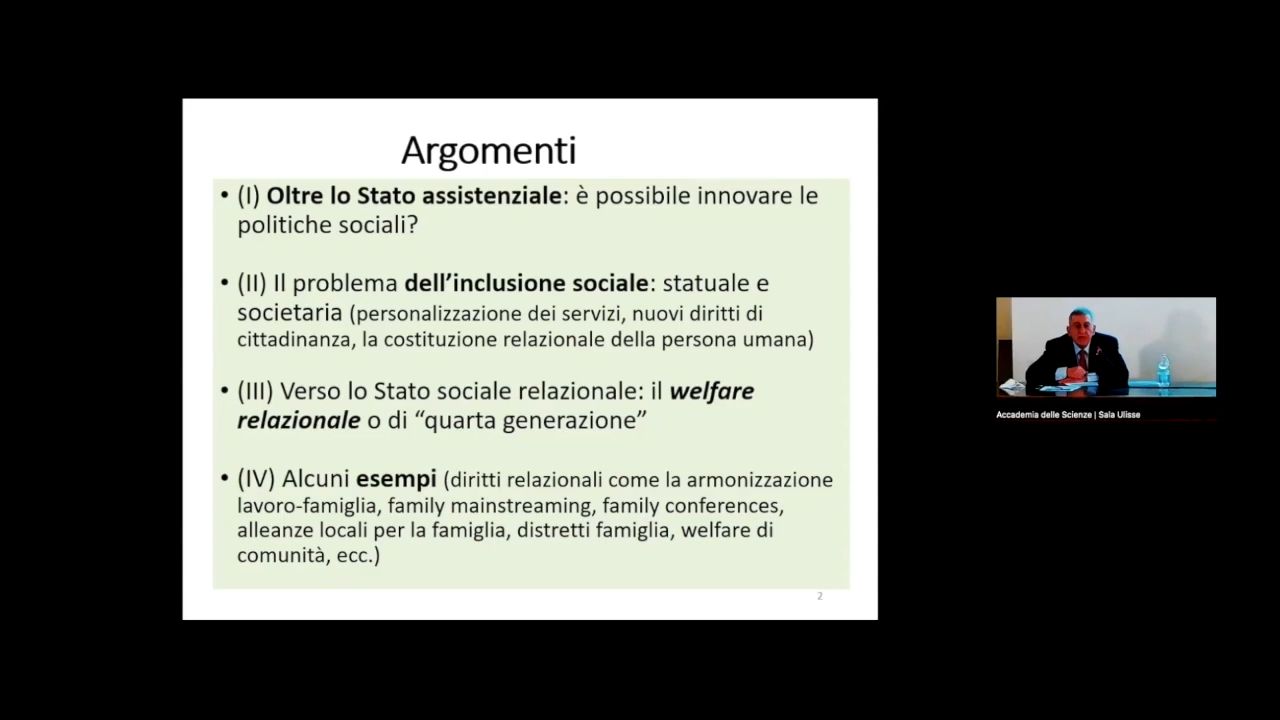 Argomenti
• (I) Oltre lo Stato assistenziale: è possibile innovare le
politiche sociali?
• (II) Il problema dell’inclusione sociale: statuale e
societaria (personalizzazione dei servizi, nuovi diritti di
cittadinanza, la costituzione relazionale della persona umana)
• (III) Verso lo Stato sociale relazionale: il welfare
relazionale o di “quarta generazione”
• (IV) Alcuni esempi (diritti relazionali come la armonizzazione
lavoro-famiglia, family mainstreaming, family conferences,
alleanze locali per la famiglia, distretti famiglia, welfare di
comunità, ecc.)
2
Accademia delle Scienze | Sala Ulisse